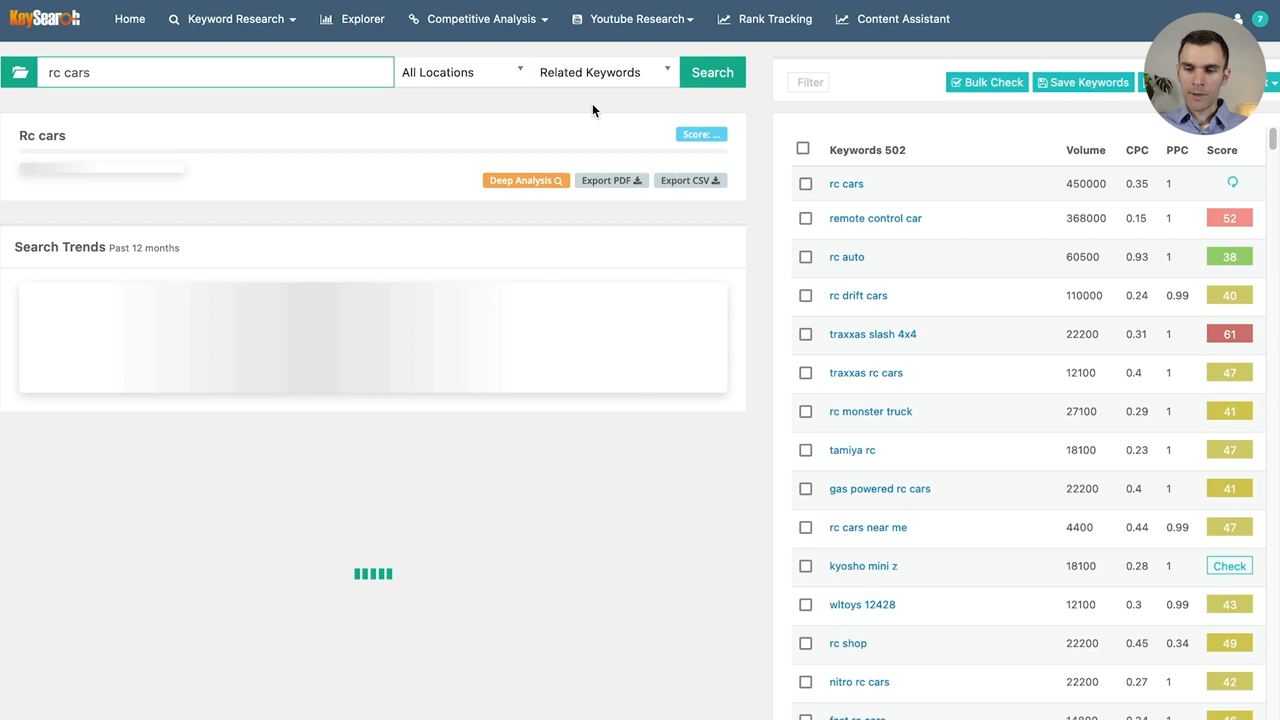 KeySearch Home Keyword Research Explorer Competitive Analysis Youtube Research Rank Tracking Content Assistant 7
rc cars All Locations Related Keywords Search
Rc cars Score: ...
Deep Analysis Export PDF Export CSV
Search Trends Past 12 months
Filter Bulk Check Save Keywords
Keywords 502 Volume CPC PPC Score
rc cars 450000 0.35 1
remote control car 368000 0.15 1 52
rc auto 60500 0.93 1 38
rc drift cars 110000 0.24 0.99 40
traxxas slash 4x4 22200 0.31 1 61
traxxas rc cars 12100 0.4 1 47
rc monster truck 27100 0.29 1 41
tamiya rc 18100 0.23 1 47
gas powered rc cars 22200 0.4 1 41
rc cars near me 4400 0.44 0.99 47
kyosho mini z 18100 0.28 1 Check
wltoys 12428 12100 0.3 0.99 43
rc shop 22200 0.45 0.34 49
nitro rc cars 22200 0.27 1 42